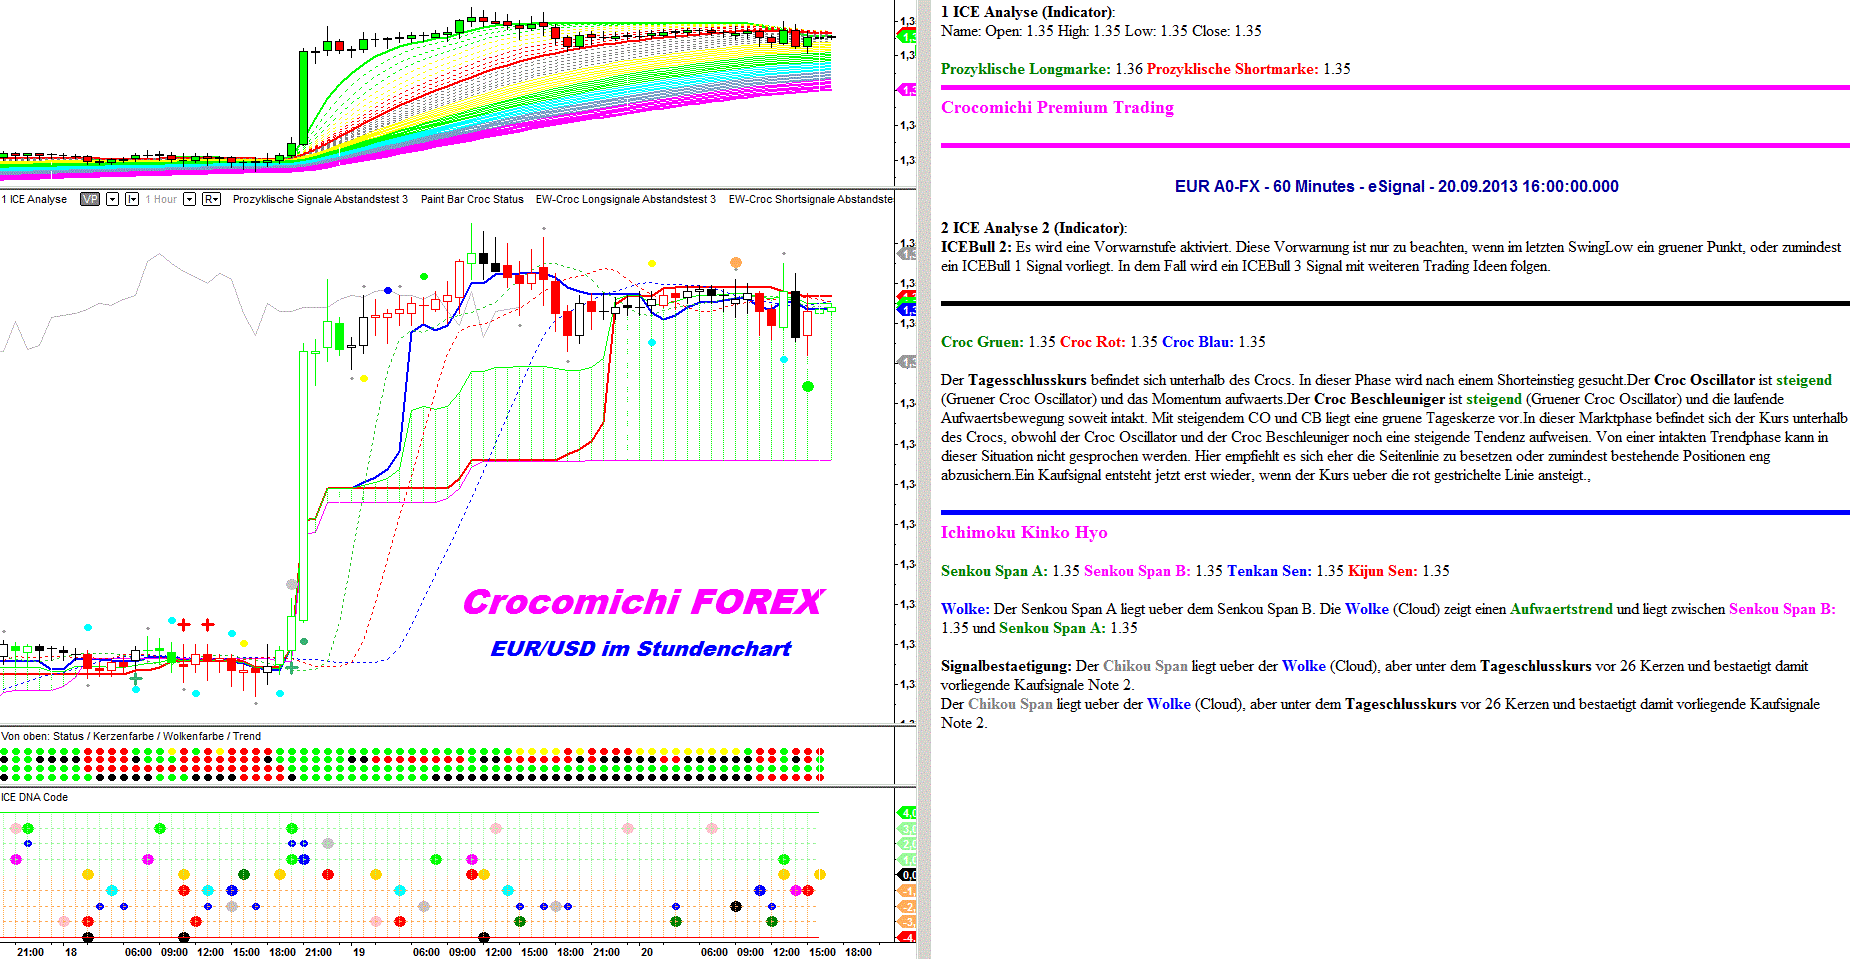 1 ICE Analyse
VP
I
1 Hour
R
Prozyklische Signale Abstandstest 3
Paint Bar Croc Status
EW-Croc Longsignale Abstandstest 3
EW-Croc Shortsignale Abstandste
Crocomichi FOREX
EUR/USD im Stundenchart
Von oben: Status / Kerzenfarbe / Wolkenfarbe / Trend
ICE DNA Code
21:00 18 06:00 09:00 12:00 15:00 18:00 21:00 19 06:00 09:00 12:00 15:00 18:00 21:00 20 06:00 09:00 12:00 15:00 18:00
1 ICE Analyse (Indicator):
Name: Open: 1.35 High: 1.35 Low: 1.35 Close: 1.35
Prozyklische Longmarke: 1.36 Prozyklische Shortmarke: 1.35
Crocomichi Premium Trading
EUR A0-FX - 60 Minutes - eSignal - 20.09.2013 16:00:00.000
2 ICE Analyse 2 (Indicator):
ICEBull 2: Es wird eine Vorwarnstufe aktiviert. Diese Vorwarnung ist nur zu beachten, wenn im letzten SwingLow ein gruener Punkt, oder zumindest
ein ICEBull 1 Signal vorliegt. In dem Fall wird ein ICEBull 3 Signal mit weiteren Trading Ideen folgen.
Croc Gruen: 1.35 Croc Rot: 1.35 Croc Blau: 1.35
Der Tagesschlusskurs befindet sich unterhalb des Crocs. In dieser Phase wird nach einem Shorteinstieg gesucht.Der Croc Oscillator ist steigend
(Gruener Croc Oscillator) und das Momentum aufwaerts.Der Croc Beschleuniger ist steigend (Gruener Croc Oscillator) und die laufende
Aufwaertsbewegung soweit intakt. Mit steigendem CO und CB liegt eine gruene Tageskerze vor.In dieser Marktphase befindet sich der Kurs unterhalb
des Crocs, obwohl der Croc Oscillator und der Croc Beschleuniger noch eine steigende Tendenz aufweisen. Von einer intakten Trendphase kann in
dieser Situation nicht gesprochen werden. Hier empfiehlt es sich eher die Seitenlinie zu besetzen oder zumindest bestehende Positionen eng
abzusichern.Ein Kaufsignal entsteht jetzt erst wieder, wenn der Kurs ueber die rot gestrichelte Linie ansteigt.,
Ichimoku Kinko Hyo
Senkou Span A: 1.35 Senkou Span B: 1.35 Tenkan Sen: 1.35 Kijun Sen: 1.35
Wolke: Der Senkou Span A liegt ueber dem Senkou Span B. Die Wolke (Cloud) zeigt einen Aufwaertstrend und liegt zwischen Senkou Span B:
1.35 und Senkou Span A: 1.35
Signalbestaetigung: Der Chikou Span liegt ueber der Wolke (Cloud), aber unter dem Tageschlusskurs vor 26 Kerzen und bestaetigt damit
vorliegende Kaufsignale Note 2.
Der Chikou Span liegt ueber der Wolke (Cloud), aber unter dem Tageschlusskurs vor 26 Kerzen und bestaetigt damit vorliegende Kaufsignale
Note 2.